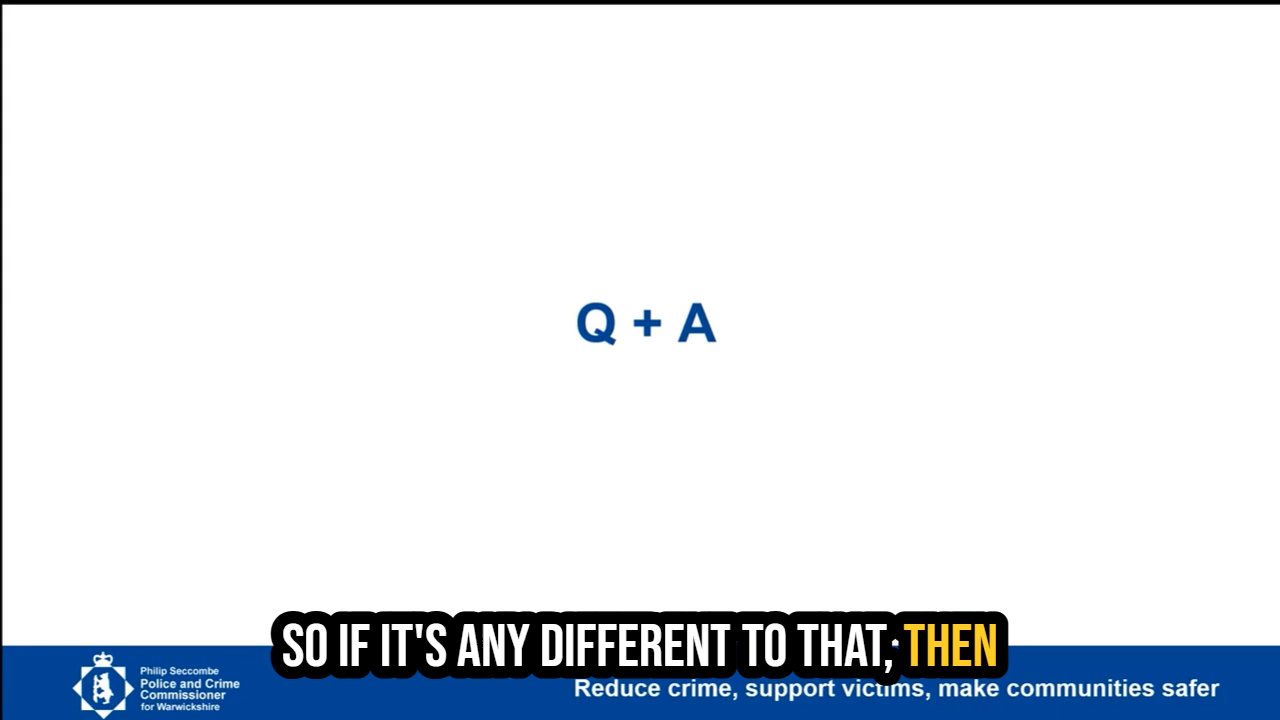 Q + A
SO IF IT'S ANY DIFFERENT TO THAT, THEN
Philip Seccombe
Police and Crime
Commissioner
for Warwickshire
Reduce crime, support victims, make communities safer